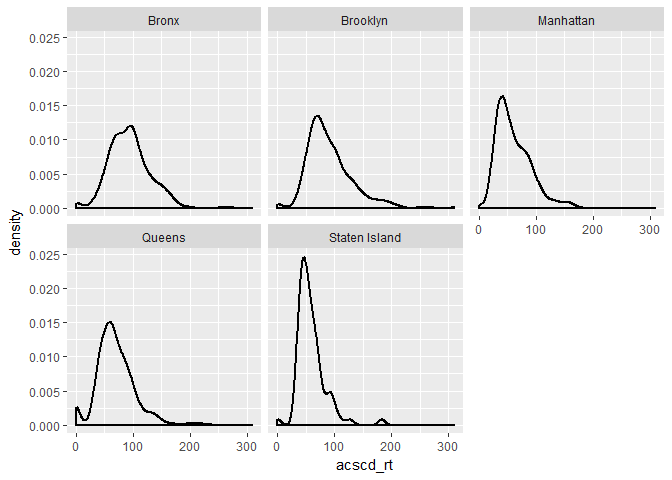 Bronx
Brooklyn
Manhattan
0.025
0.020
0.015
0.010
0.005
0.000
0 100 200 300
density
Queens
Staten Island
0.025
0.020
0.015
0.010
0.005
0.000
0 100 200 300
0 100 200 300
acscd_rt